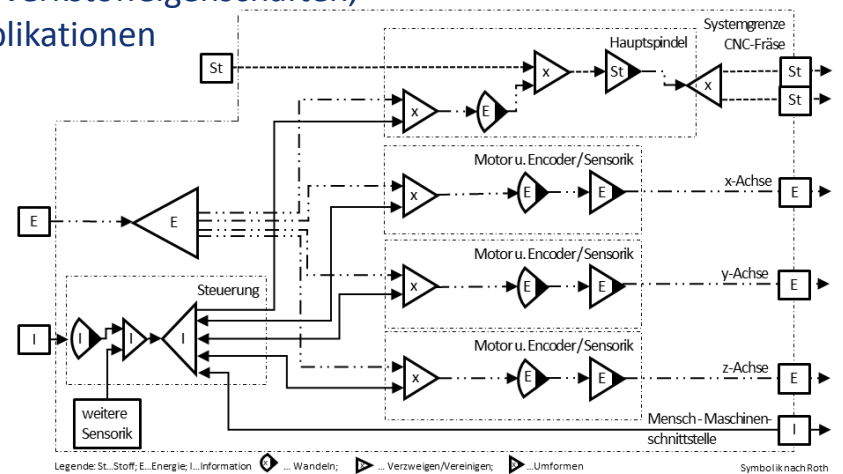 plikationen
Systemgrenze
CNC-Fräse
Hauptspindel
St
x
St
x
St
St
x
E
Motor u. Encoder/Sensorik
x-Achse
x
E
E
E
E
E
Motor u. Encoder/Sensorik
y-Achse
x
E
E
E
Steuerung
I
I
I
Motor u. Encoder/Sensorik
z-Achse
x
E
E
E
weitere
Sensorik
Mensch-Maschinen-
schnittstelle
I
Legende: St...Stoff; E...Energie; I...Information x ... Wandeln; x ... Verzweigen/Vereinigen; x ...Umformen
Symbolik nach Roth